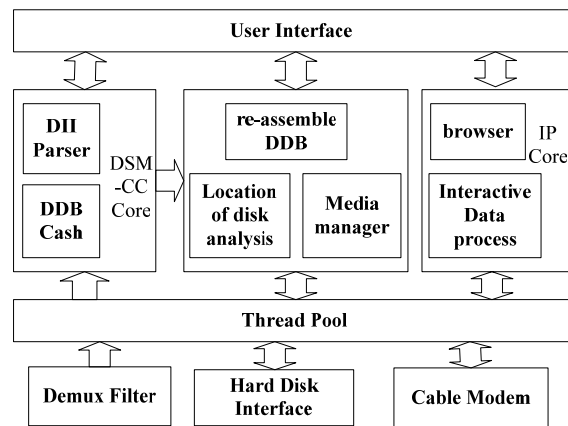 User Interface
DII
Parser
DDB
Cash
DSM
-CC
Core
re-assemble
DDB
Location
of disk
analysis
Media
manager
browser
IP
Core
Interactive
Data
process
Thread Pool
Demux Filter
Hard Disk
Interface
Cable Modem